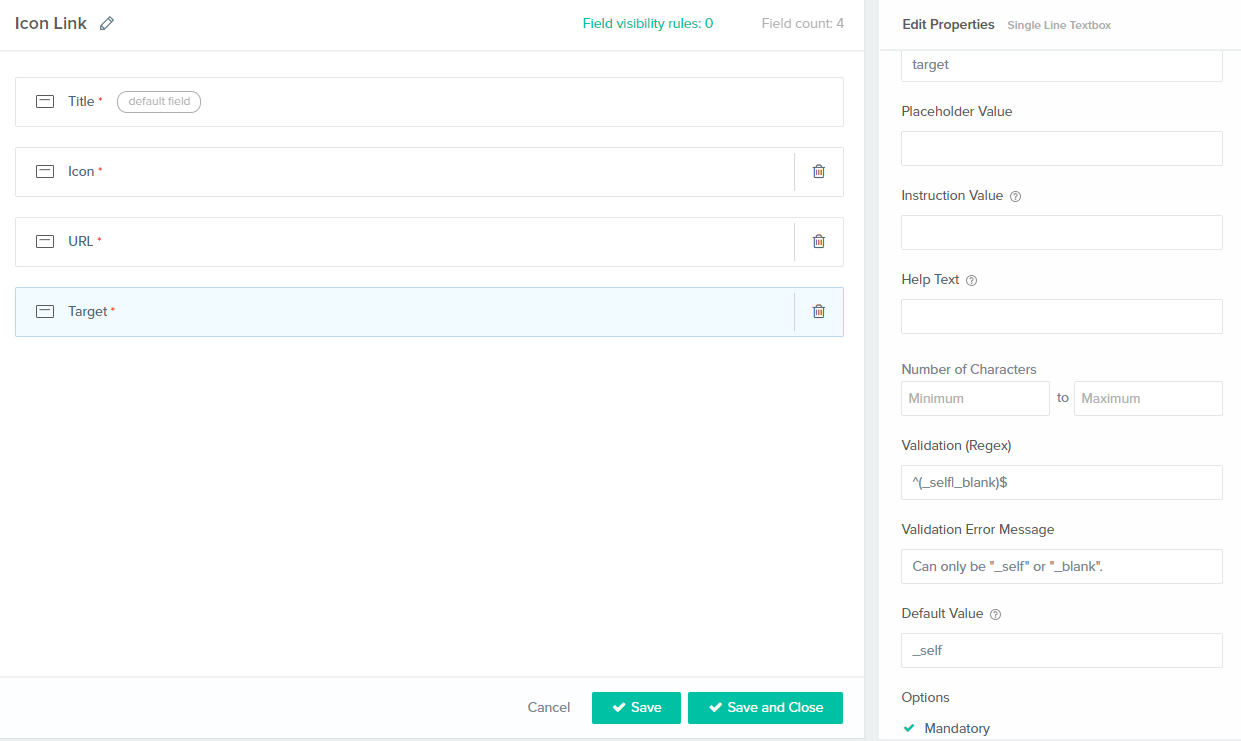 Icon Link
Field visibility rules: 0
Field count: 4
Title *
default field
Icon *
URL *
Target *
Cancel
Save
Save and Close
Edit Properties
Single Line Textbox
target
Placeholder Value
Instruction Value
Help Text
Number of Characters
Minimum
to
Maximum
Validation (Regex)
^(_self|_blank)$
Validation Error Message
Can only be "_self" or "_blank".
Default Value
_self
Options
Mandatory